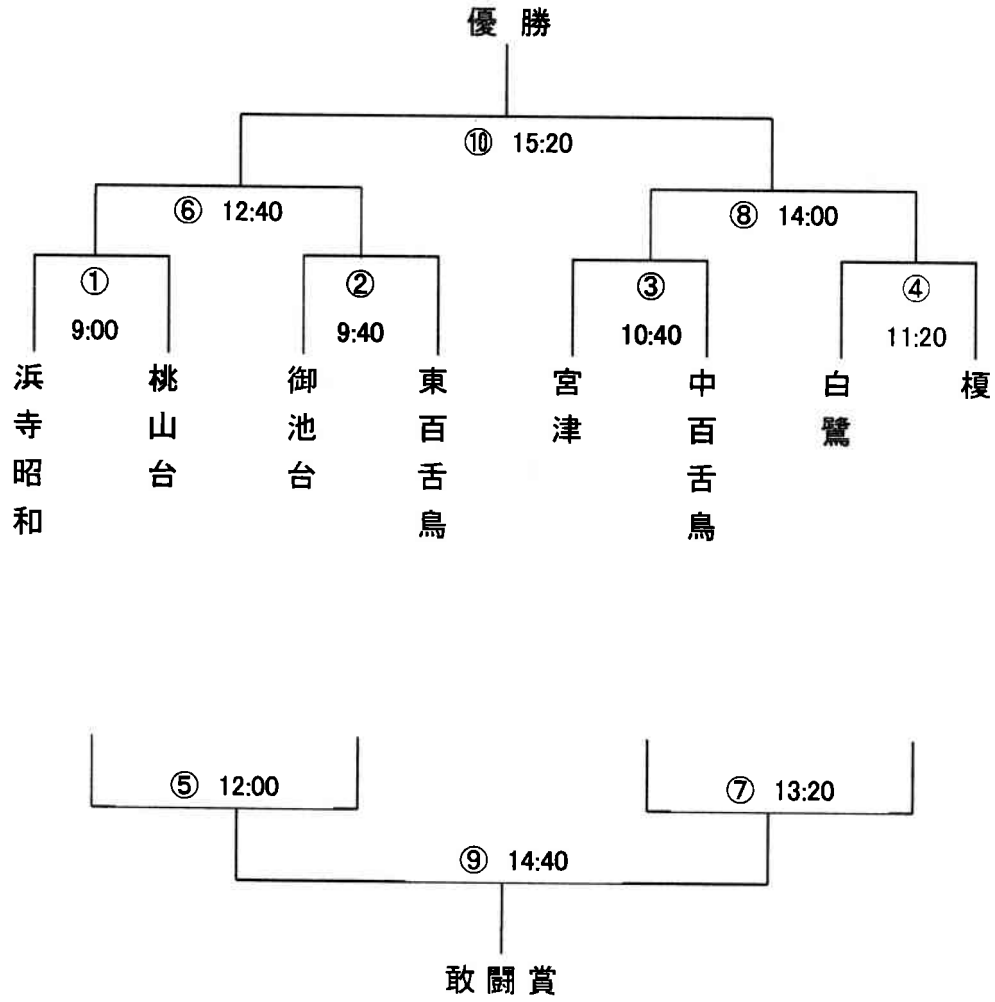 優勝
⑩ 15:20
⑥ 12:40
⑧ 14:00
①
9:00
②
9:40
③
10:40
④
11:20
浜寺昭和
桃山台
御池台
東百舌鳥
宮津
中百舌鳥
白鷺
榎
⑤ 12:00
⑦ 13:20
⑨ 14:40
敢闘賞